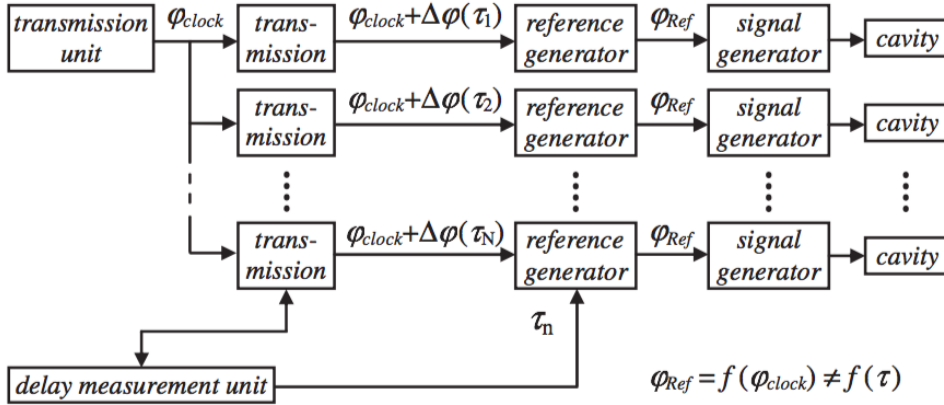 transmission unit
φclock
trans-
mission
φclock+Δφ(τ1)
reference
generator
φRef
signal
generator
cavity
trans-
mission
φclock+Δφ(τ2)
reference
generator
φRef
signal
generator
cavity
trans-
mission
φclock+Δφ(τN)
reference
generator
φRef
signal
generator
cavity
τn
delay measurement unit
φRef = f(φclock) ≠ f(τ)